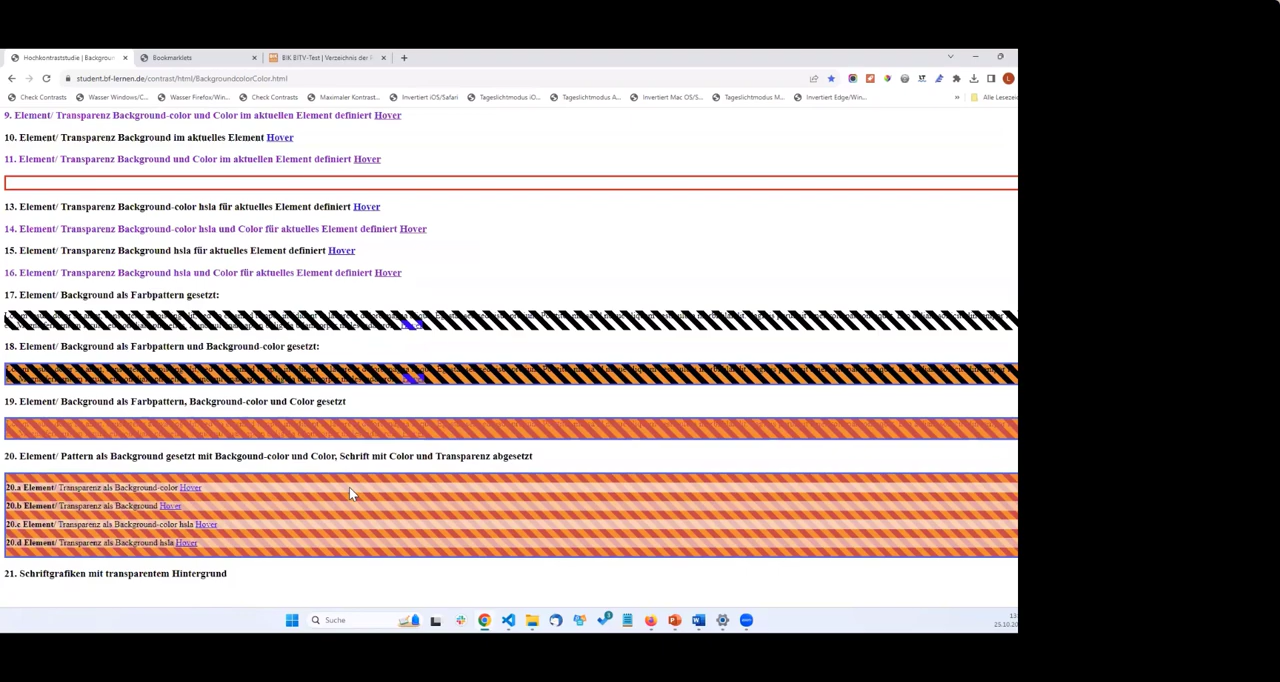 Hochkontraststudie | Backgroun
Bookmarklets
BIK BITV-Test | Verzeichnis der
student.bf-lernen.de/contrast/html/BackgroundcolorColor.html
Check Contrasts
Wasser Windows/C...
Wasser Firefox/Win...
Check Contrasts
Maximaler Kontrast...
Invertiert iOS/Safari
Tageslichtmodus iO...
Tageslichtmodus A...
Invertiert Mac OS/S...
Tageslichtmodus M...
Invertiert Edge/Win...
»
Alle Lesezei
9. Element/ Transparenz Background-color und Color im aktuellen Element definiert Hover
10. Element/ Transparenz Background im aktuelles Element Hover
11. Element/ Transparenz Background und Color im aktuellen Element definiert Hover
13. Element/ Transparenz Background-color hsla für aktuelles Element definiert Hover
14. Element/ Transparenz Background-color hsla und Color für aktuelles Element definiert Hover
15. Element/ Transparenz Background hsla für aktuelles Element definiert Hover
16. Element/ Transparenz Background hsla und Color für aktuelles Element definiert Hover
17. Element/ Background als Farbpattern gesetzt:
18. Element/ Background als Farbpattern und Background-color gesetzt:
19. Element/ Background als Farbpattern, Background-color und Color gesetzt
20. Element/ Pattern als Background gesetzt mit Backgound-color und Color, Schrift mit Color und Transparenz abgesetzt
20.a Element/ Transparenz als Background-color Hover
20.b Element/ Transparenz als Background Hover
20.c Element/ Transparenz als Background-color hsla Hover
20.d Element/ Transparenz als Background hsla Hover
21. Schriftgrafiken mit transparentem Hintergrund
Suche
13:
25.10.20